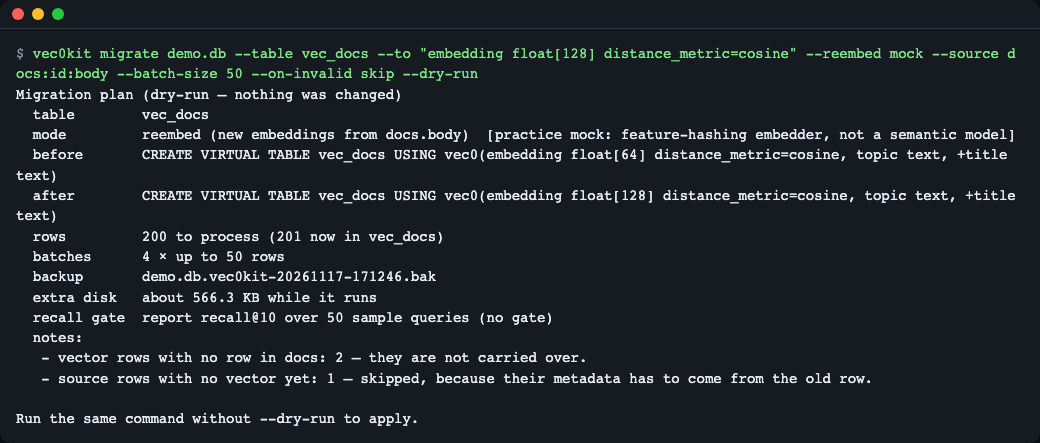 $ vec0kit migrate demo.db --table vec_docs --to "embedding float[128] distance_metric=cosine" --reembed mock --source d
ocs:id:body --batch-size 50 --on-invalid skip --dry-run
Migration plan (dry-run — nothing was changed)
  table        vec_docs
  mode         reembed (new embeddings from docs.body)  [practice mock: feature-hashing embedder, not a semantic model]
  before       CREATE VIRTUAL TABLE vec_docs USING vec0(embedding float[64] distance_metric=cosine, topic text, +title
text)
  after        CREATE VIRTUAL TABLE vec_docs USING vec0(embedding float[128] distance_metric=cosine, topic text, +title
text)
  rows         200 to process (201 now in vec_docs)
  batches      4 × up to 50 rows
  backup       demo.db.vec0kit-20261117-171246.bak
  extra disk   about 566.3 KB while it runs
  recall gate  report recall@10 over 50 sample queries (no gate)
  notes:
   - vector rows with no row in docs: 2 — they are not carried over.
   - source rows with no vector yet: 1 — skipped, because their metadata has to come from the old row.

Run the same command without --dry-run to apply.